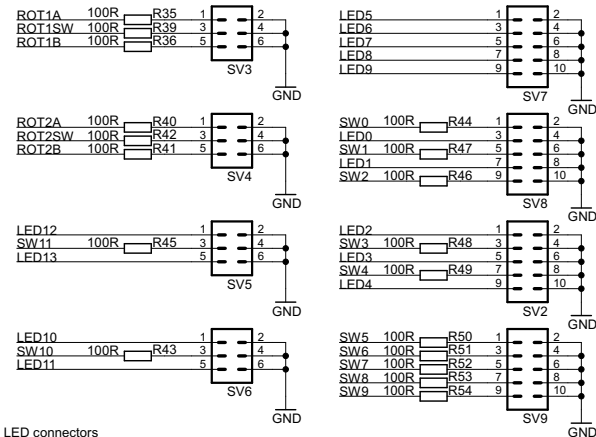 ROT1A 100R R35 1 2
ROT1SW 100R R39 3 4
ROT1B 100R R36 5 6
SV3
GND
LED5 1 2
LED6 3 4
LED7 5 6
LED8 7 8
LED9 9 10
SV7
GND
ROT2A 100R R40 1 2
ROT2SW 100R R42 3 4
ROT2B 100R R41 5 6
SV4
GND
SW0 100R R44 1 2
LED0 3 4
SW1 100R R47 5 6
LED1 7 8
SW2 100R R46 9 10
SV8
GND
LED12 1 2
SW11 100R R45 3 4
LED13 5 6
SV5
GND
LED2 1 2
SW3 100R R48 3 4
LED3 5 6
SW4 100R R49 7 8
LED4 9 10
SV2
GND
LED10 1 2
SW10 100R R43 3 4
LED11 5 6
SV6
GND
SW5 100R R50 1 2
SW6 100R R51 3 4
SW7 100R R52 5 6
SW8 100R R53 7 8
SW9 100R R54 9 10
SV9
GND
LED connectors